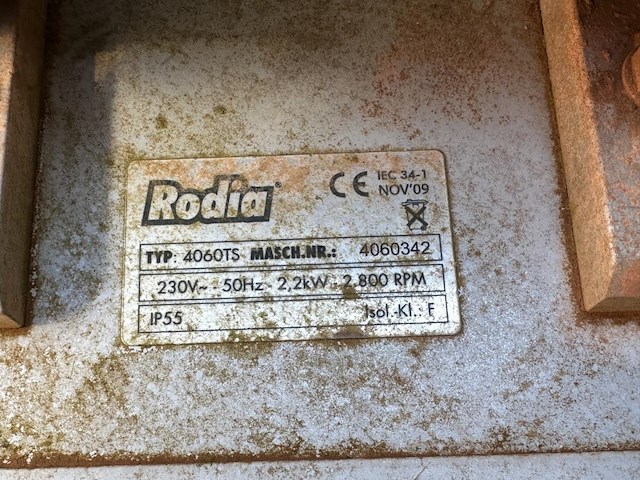 Rodia®
CE IEC 34-1
NOV'09
TYP: 4060TS MASCH.NR.: 4060342
230V~ 50Hz 2,2kW 2.800 RPM
IP55 Isol.-Kl.: F